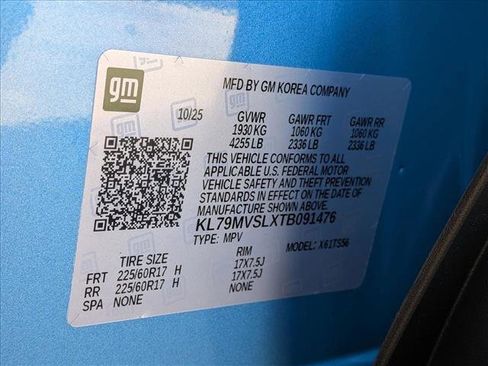 gm
MFD BY GM KOREA COMPANY
10/25 GVWR GAWR FRT GAWR RR
1930 KG 1060 KG 1060 KG
4255 LB 2336 LB 2336 LB
THIS VEHICLE CONFORMS TO ALL
APPLICABLE U.S. FEDERAL MOTOR
VEHICLE SAFETY AND THEFT PREVENTION
STANDARDS IN EFFECT ON THE DATE OF
MANUFACTURE SHOWN ABOVE.
KL79MVSLXTB091476
TYPE: MPV MODEL: X61TS56
TIRE SIZE RIM
FRT 225/60R17 H 17X7.5J
RR 225/60R17 H 17X7.5J
SPA NONE NONE